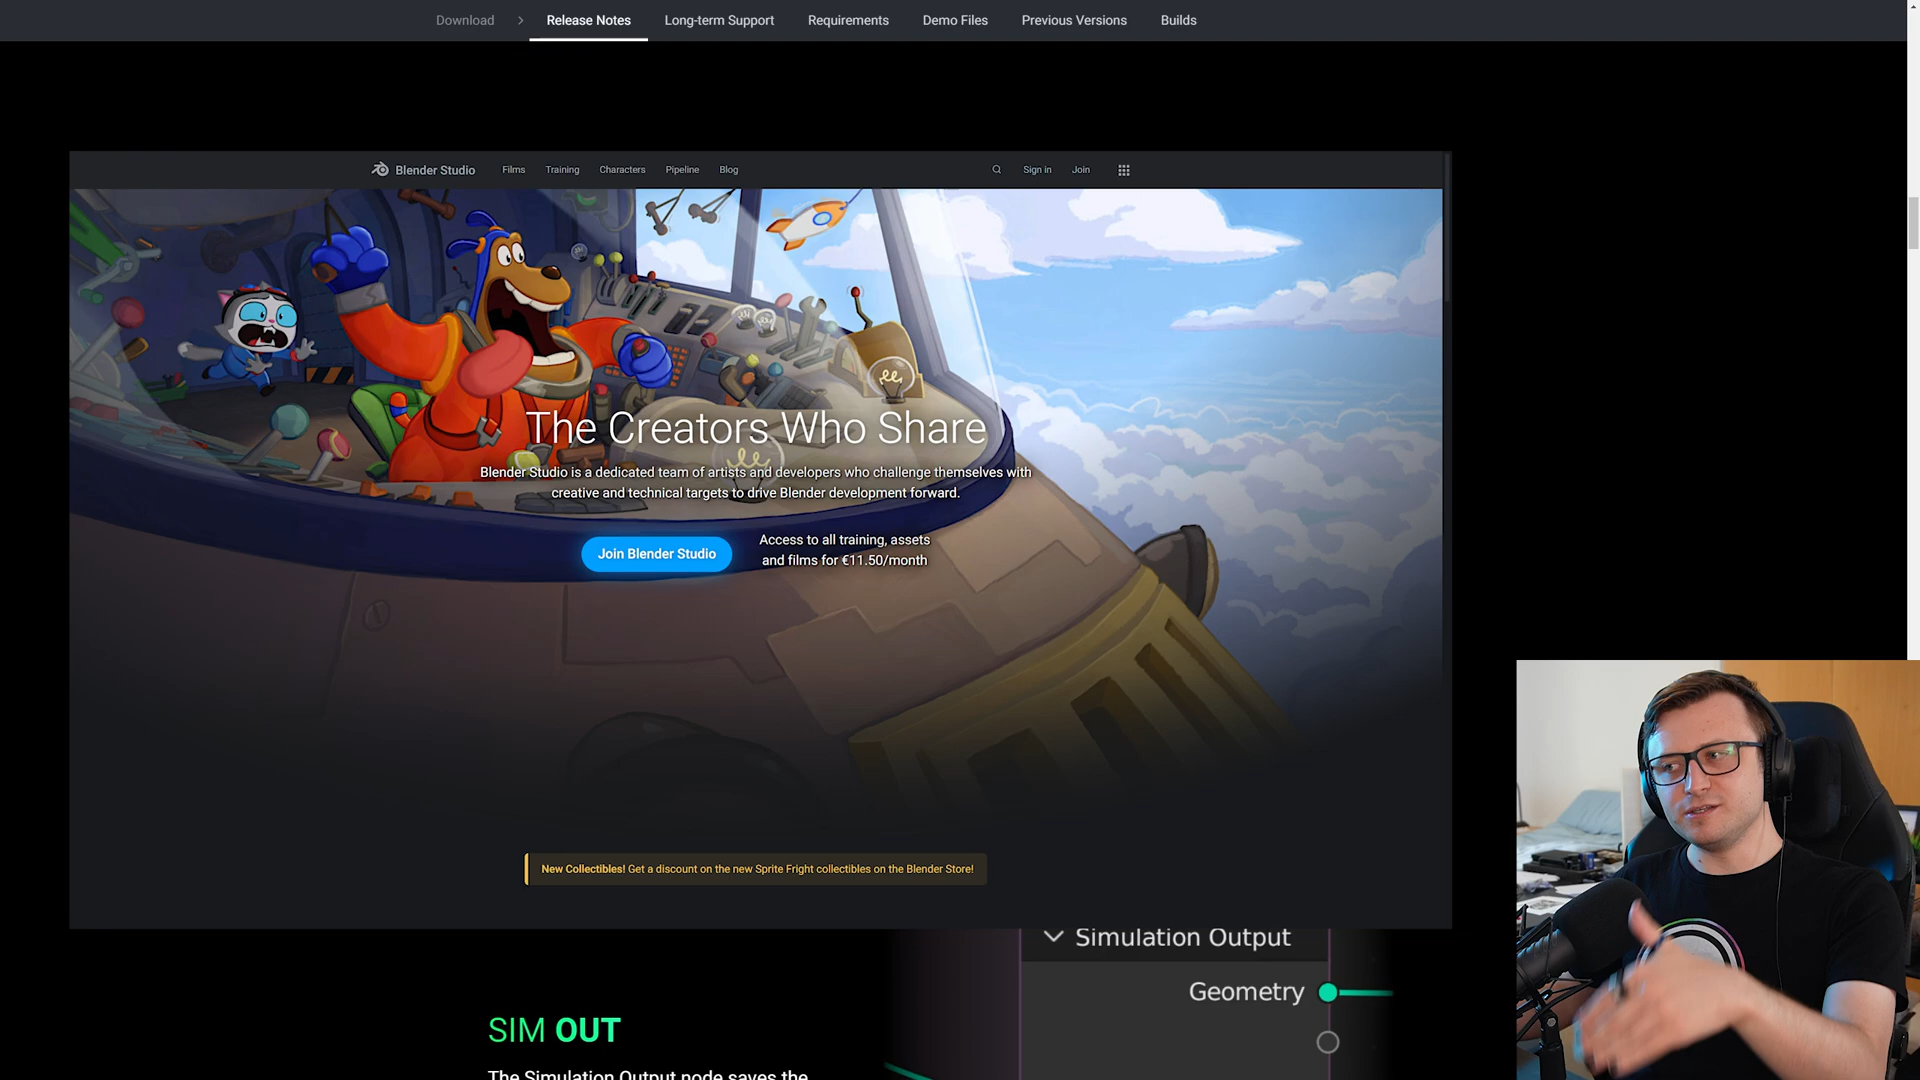 Download
Release Notes
Long-term Support
Requirements
Demo Files
Previous Versions
Builds
Blender Studio
Films
Training
Characters
Pipeline
Blog
Sign in
Join
The Creators Who Share
Blender Studio is a dedicated team of artists and developers who challenge themselves with
creative and technical targets to drive Blender development forward.
Join Blender Studio
Access to all training, assets
and films for €11.50/month
New Collectibles! Get a discount on the new Sprite Fright collectibles on the Blender Store!
Simulation Output
Geometry
SIM OUT
The Simulation Output node saves the